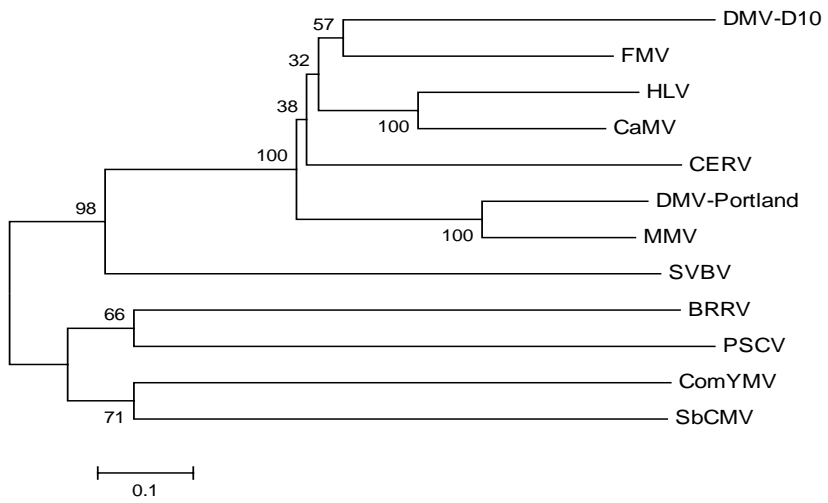 DMV-D10
57
FMV
32
HLV
38
100
CaMV
100
CERV
DMV-Portland
98
100
MMV
SVBV
66
BRRV
PSCV
ComYMV
71
SbCMV
0.1